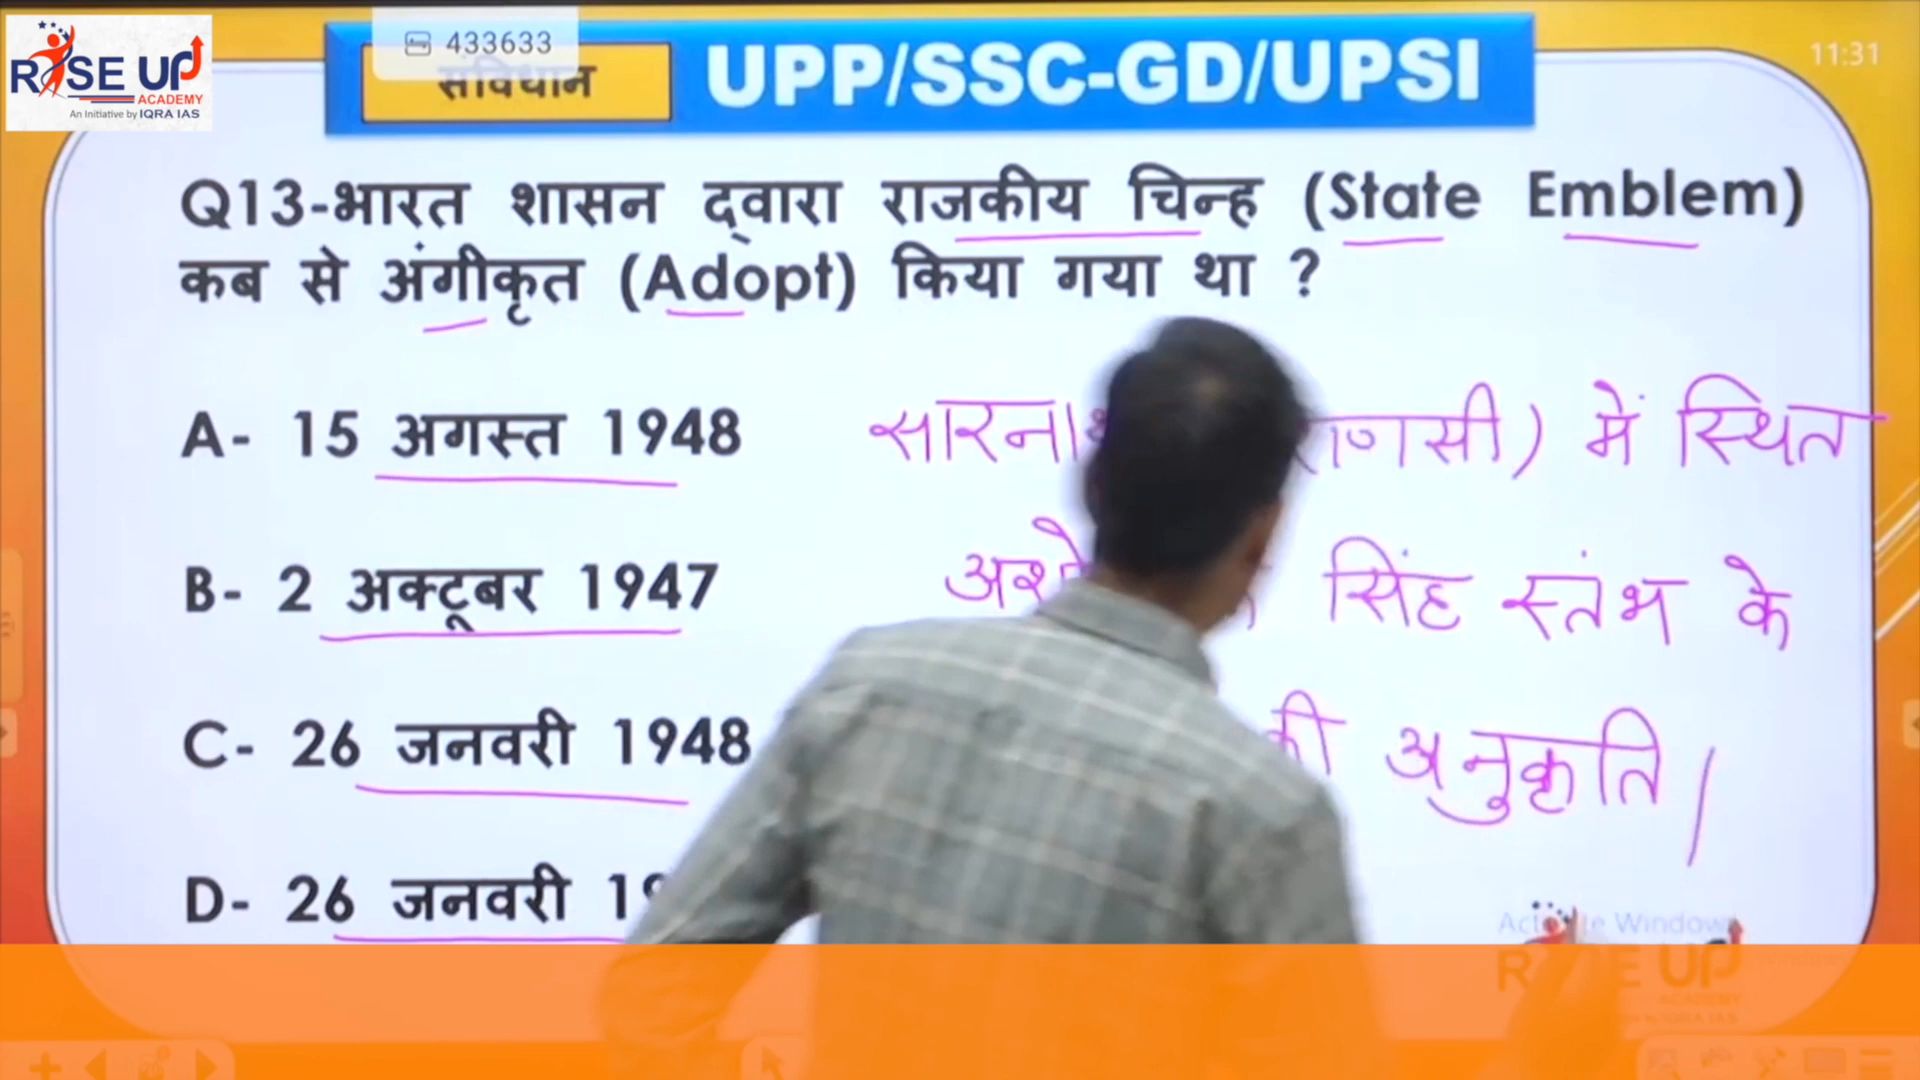 RISE UP
ACADEMY
An Initiative by IQRA IAS
433633
संविधान
UPP/SSC-GD/UPSI
11:31
Q13-भारत शासन द्वारा राजकीय चिन्ह (State Emblem)
कब से अंगीकृत (Adopt) किया गया था ?
A- 15 अगस्त 1948
B- 2 अक्टूबर 1947
C- 26 जनवरी 1948
D- 26 जनवरी
में स्थित
सिंह स्तंभ के
की अनुकृति।
UP